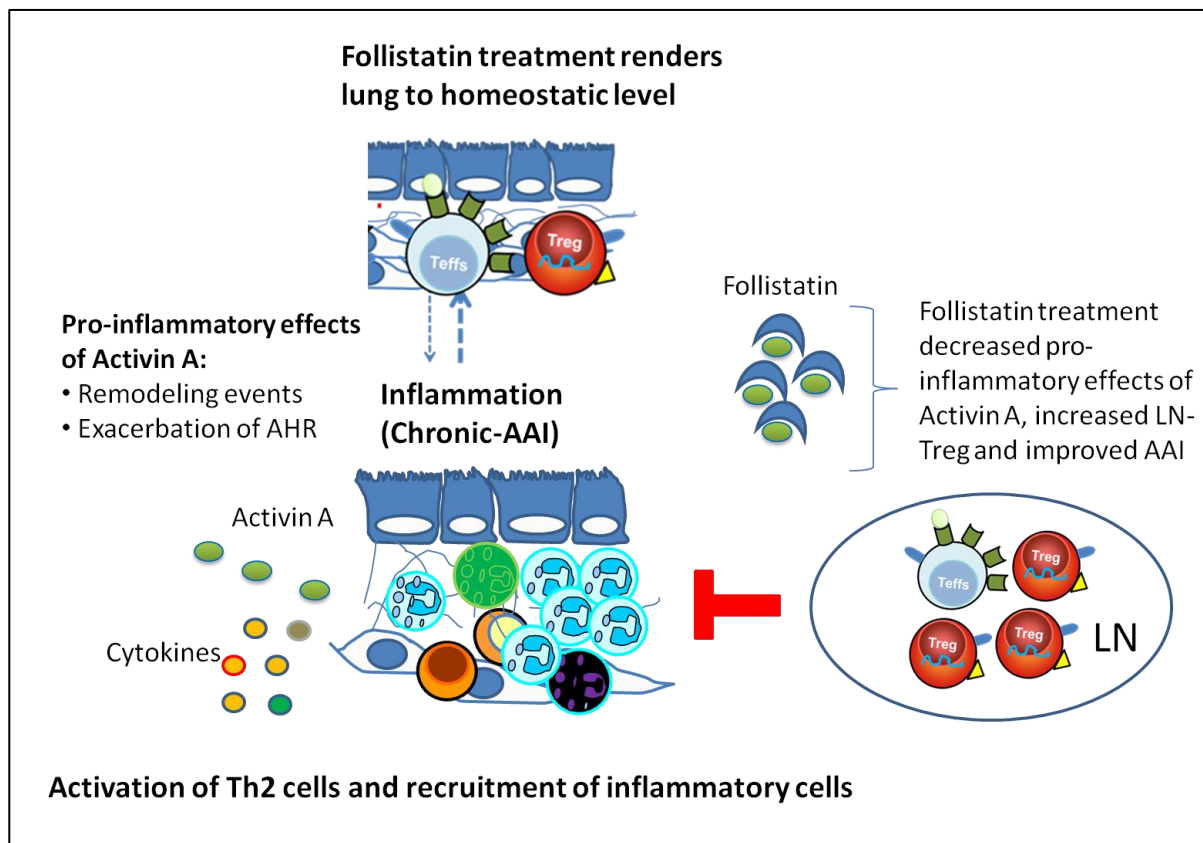 Follistatin treatment renders
lung to homeostatic level
Teffs
Treg
Pro-inflammatory effects
of Activin A:
• Remodeling events
• Exacerbation of AHR
Inflammation
(Chronic-AAI)
Follistatin
Follistatin treatment
decreased pro-
inflammatory effects of
Activin A, increased LN-
Treg and improved AAI
Activin A
Cytokines
Teffs
Treg
Treg
Treg
LN
Activation of Th2 cells and recruitment of inflammatory cells